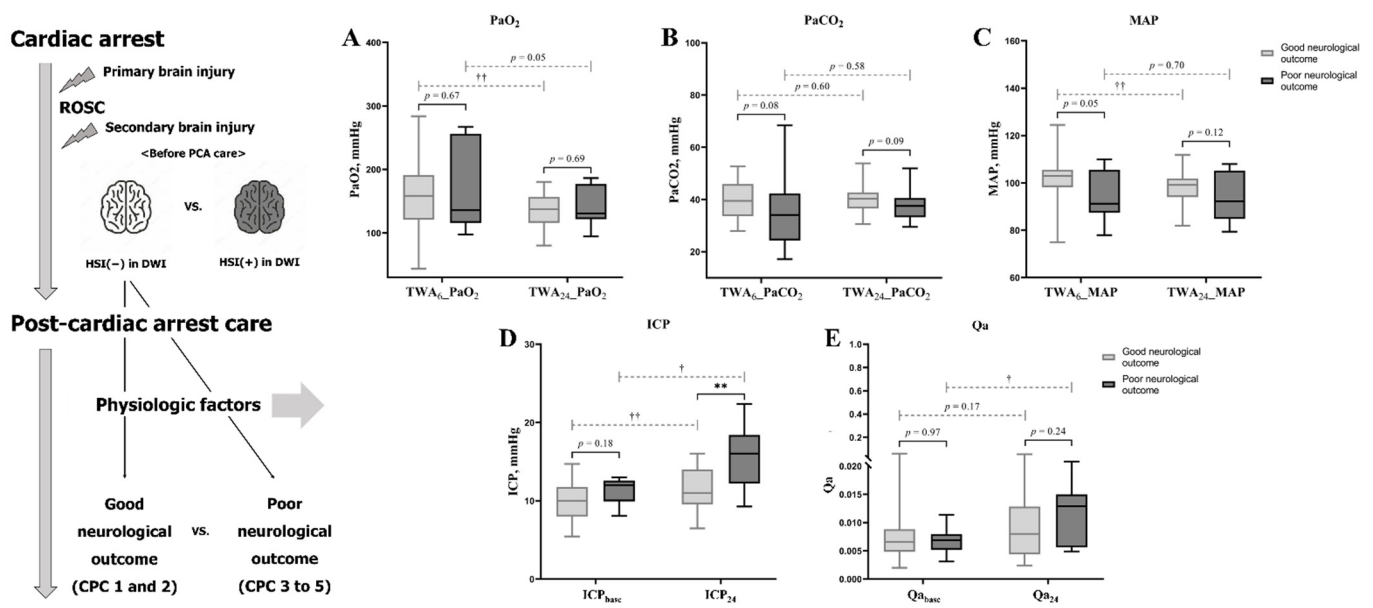 Cardiac arrest
Primary brain injury
ROSC
Secondary brain injury
<Before PCA care>
vs.
HSI(−) in DWI
HSI(+) in DWI
Post-cardiac arrest care
Physiologic factors
Good
neurological
outcome
(CPC 1 and 2)
vs.
Poor
neurological
outcome
(CPC 3 to 5)
A
PaO2
PaO2, mmHg
400
300
200
100
p = 0.05
††
p = 0.67
p = 0.69
TWA6_PaO2
TWA24_PaO2
B
PaCO2
PaCO2, mmHg
100
80
60
40
20
p = 0.58
p = 0.60
p = 0.08
p = 0.09
TWA6_PaCO2
TWA24_PaCO2
C
MAP
MAP, mmHg
160
140
120
100
80
60
p = 0.70
††
p = 0.05
p = 0.12
TWA6_MAP
TWA24_MAP
Good neurological
outcome
Poor neurological
outcome
D
ICP
ICP, mmHg
30
20
10
0
†
**
††
p = 0.18
ICPbasc
ICP24
E
Qa
Qa
1.0
0.8
0.6
0.4
0.2
0.020
0.015
0.010
0.005
0.000
†
p = 0.17
p = 0.97
p = 0.24
Qabasc
Qa24
Good neurological
outcome
Poor neurological
outcome